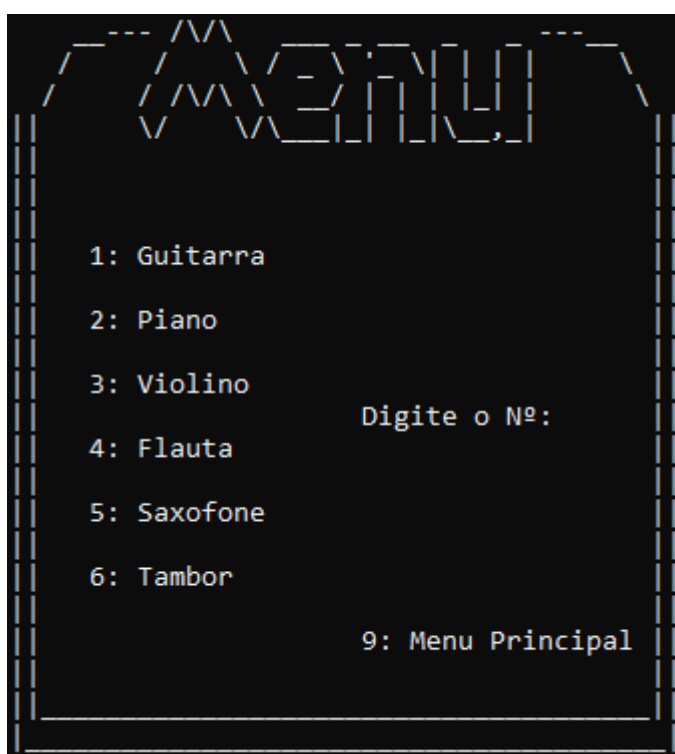 Menu
1: Guitarra
2: Piano
3: Violino
Digite o Nº:
4: Flauta
5: Saxofone
6: Tambor
9: Menu Principal